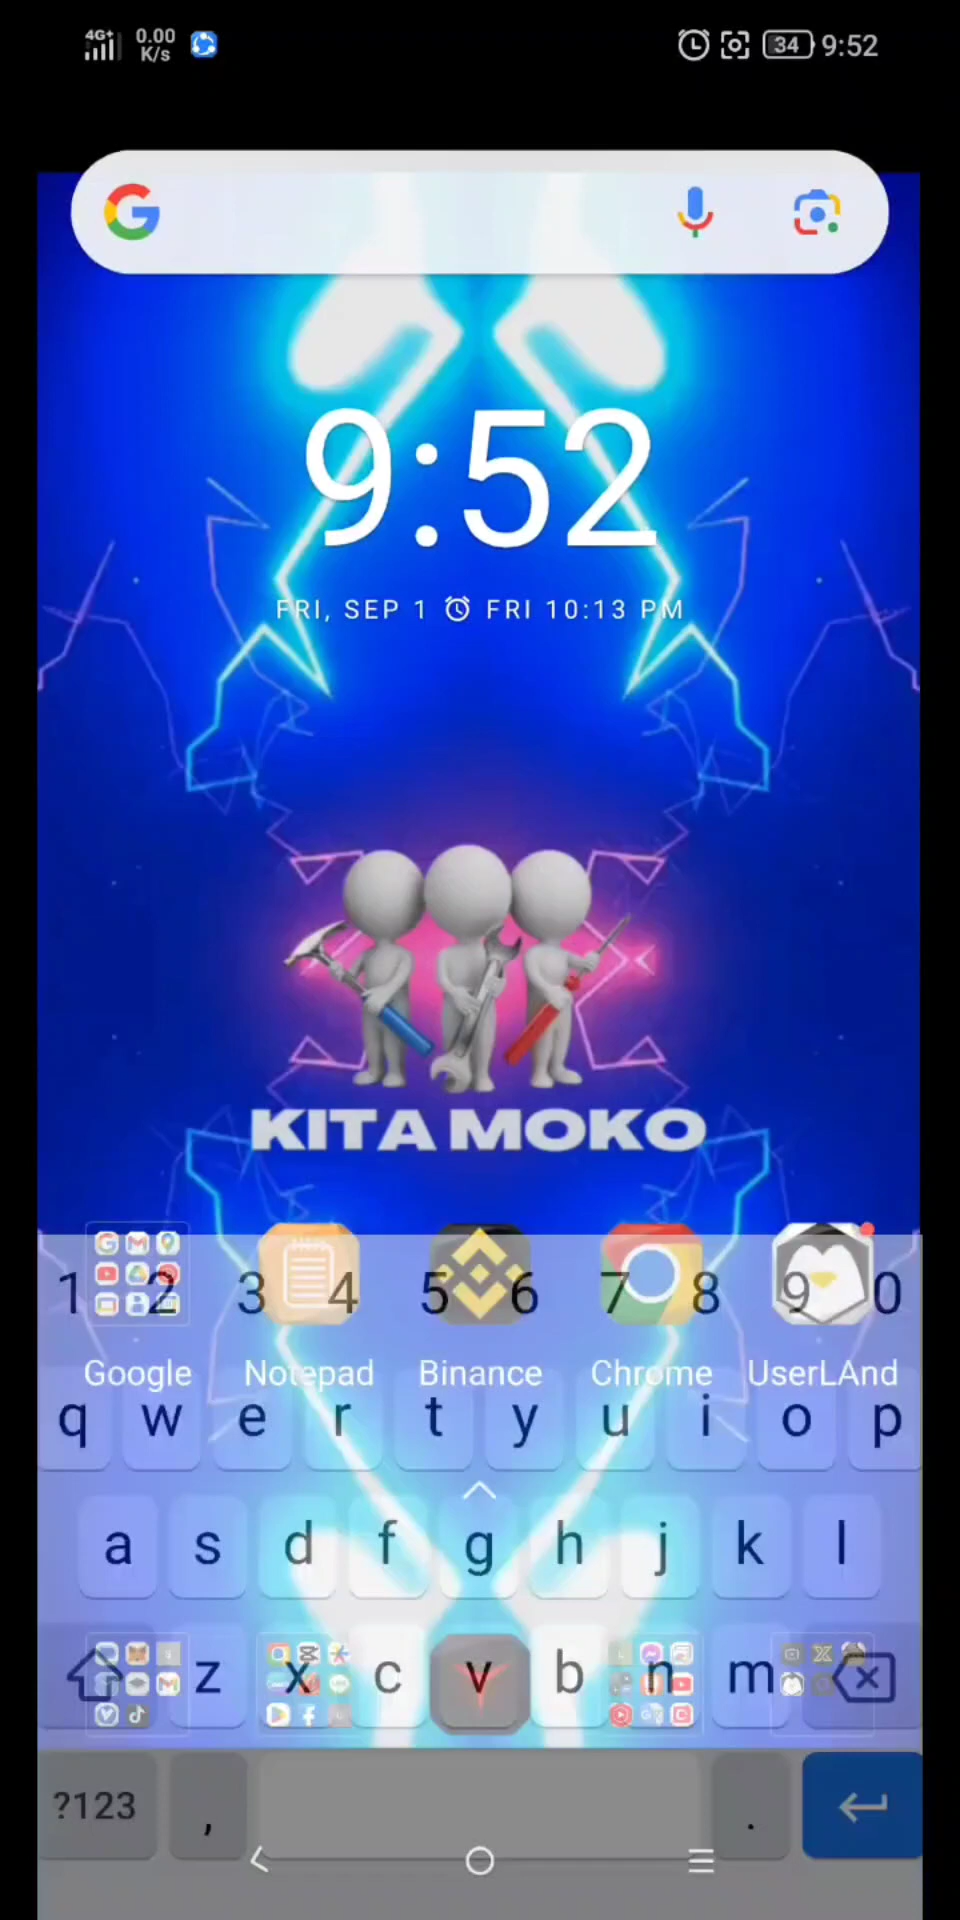 4G+ 0.00 K/s 34 9:52
9:52
FRI, SEP 1 FRI 10:13 PM
KITA MOKO
1 2 3 4 5 6 7 8 9 0
Google Notepad Binance Chrome UserLAnd
q w e r t y u i o p
a s d f g h j k l
z x c v b n m
?123 , .